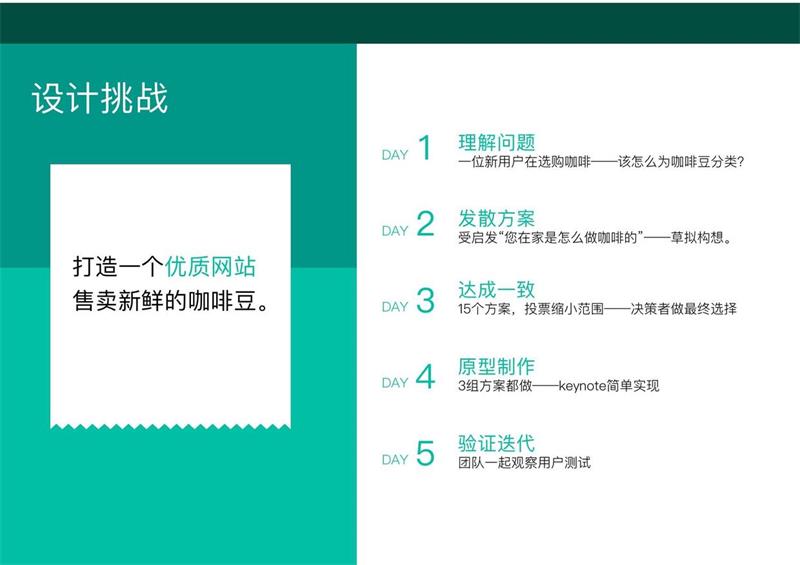 设计挑战
打造一个优质网站
售卖新鲜的咖啡豆。
DAY 1 理解问题
一位新用户在选购咖啡——该怎么为咖啡豆分类?
DAY 2 发散方案
受启发“您在家是怎么做咖啡的”——草拟构想。
DAY 3 达成一致
15个方案，投票缩小范围——决策者做最终选择
DAY 4 原型制作
3组方案都做——keynote简单实现
DAY 5 验证迭代
团队一起观察用户测试